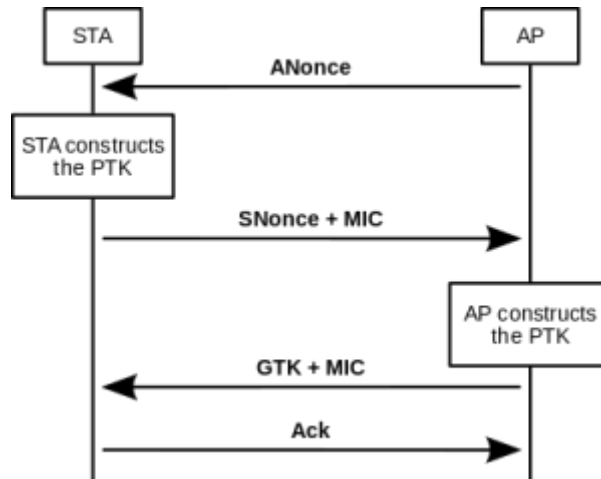 STA
AP
ANonce
STA constructs
the PTK
SNonce + MIC
AP constructs
the PTK
GTK + MIC
Ack